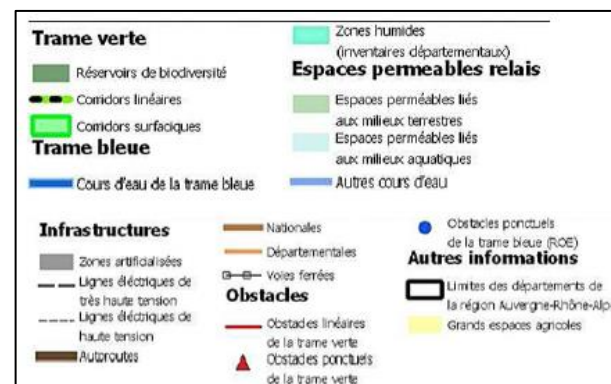 Trame verte
Réservoirs de biodiversité
Corridors linéaires
Corridors surfaciques
Trame bleue
Cours d'eau de la trame bleue
Zones humides
(inventaires départementaux)
Espaces permeables relais
Espaces perméables liés
aux milieux terrestres
Espaces perméables liés
aux milieux aquatiques
Autres cours d'eau
Infrastructures
Zones artificialisées
Lignes éléctriques de
très haute tension
Lignes éléctriques de
haute tension
Autoroutes
Nationales
Départementales
Voies ferrées
Obstacles
Obstacles linéaires
de la trame verte
Obstacles ponctuels
de la trame verte
Obstacles ponctuels
de la trame bleue (ROE)
Autres informations
Limites des départements de
la région Auvergne-Rhône-Alp
Grands espaces agricoles